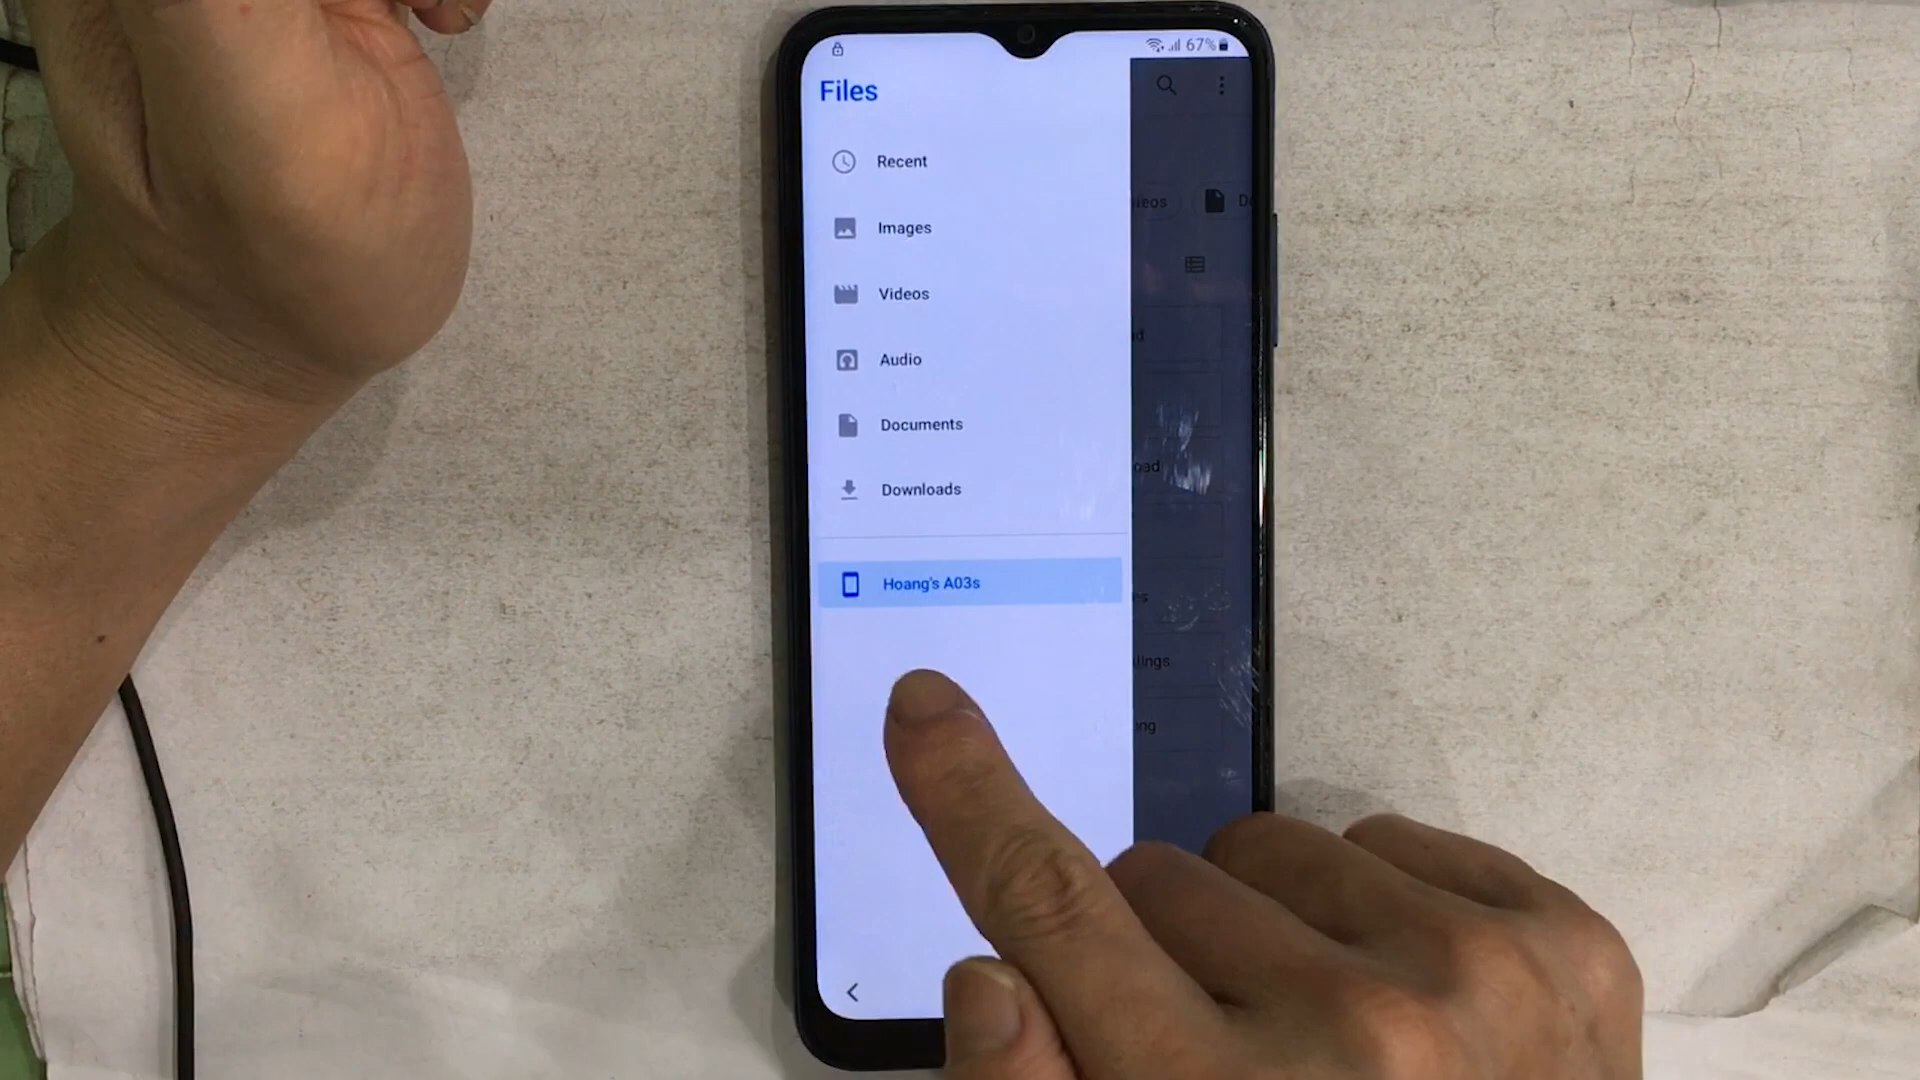 67%
Files
Recent
Images
Videos
Audio
Documents
Downloads
Hoang's A03s